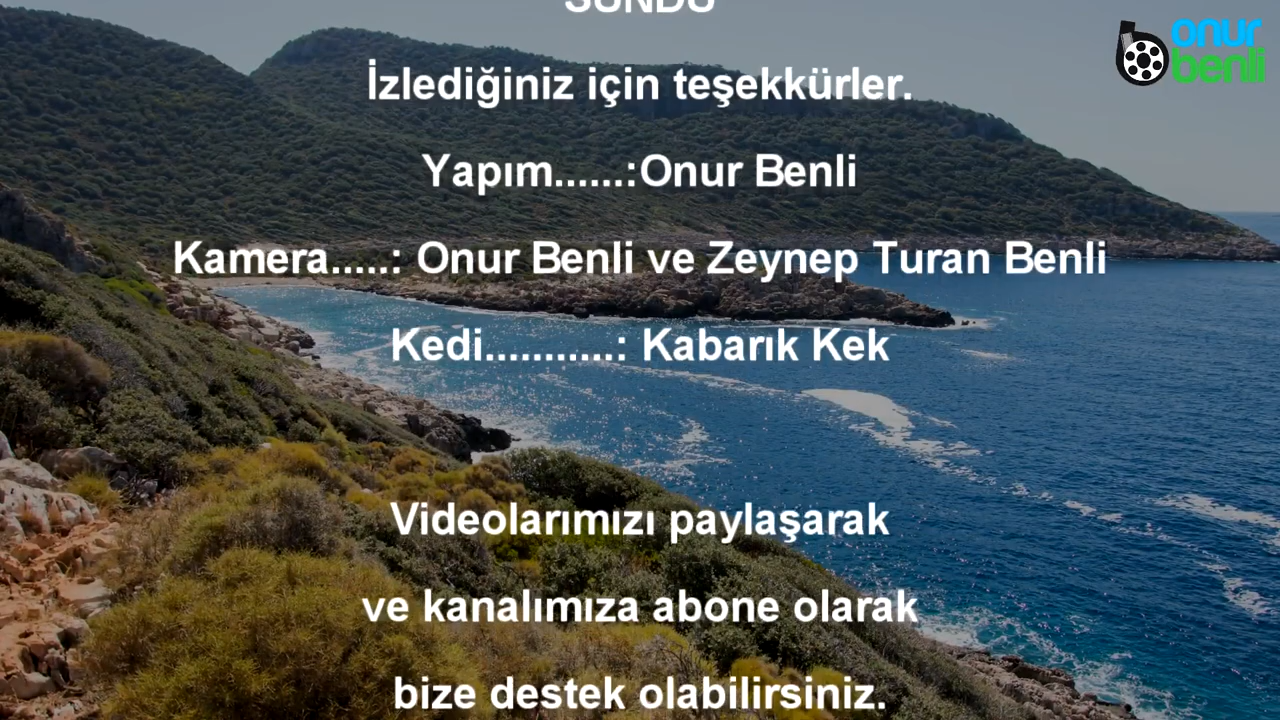 SUNDU
onur
benli
İzlediğiniz için teşekkürler.
Yapım......:Onur Benli
Kamera.....: Onur Benli ve Zeynep Turan Benli
Kedi...........: Kabarık Kek
Videolarımızı paylaşarak
ve kanalımıza abone olarak
bize destek olabilirsiniz.